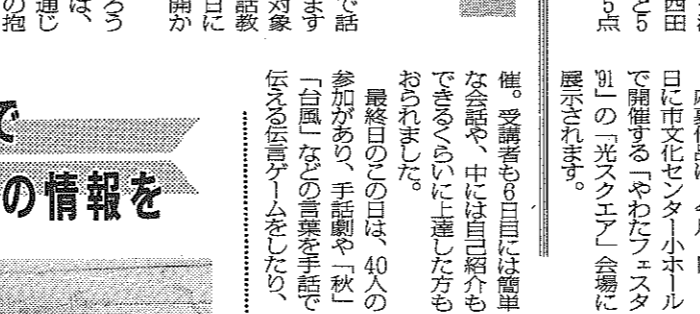 西田
と5
5点
日に市文化センター小ホール
で開催する「やわたフェスタ
'91」の「光スクエア」会場に
展示されます。
で話
ます
対象
話教
日に
開か
ろう
は、
通じ
の抱
催。受講者も6日目には簡単
な会話や、中には自己紹介も
できるくらいに上達した方も
おられました。
最終日のこの日は、40人の
参加があり、手話劇や「秋」
「台風」などの言葉を手話で
伝える伝言ゲームをしたり、
で
の情報を